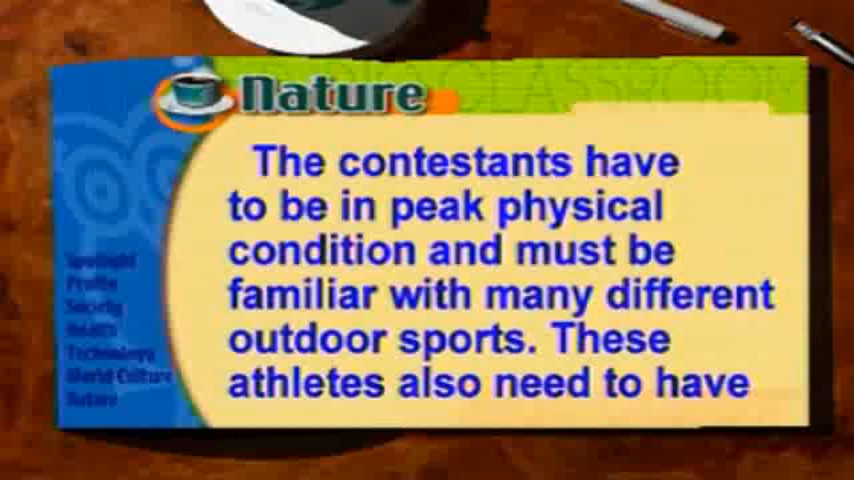 CLASSROOM
Nature
The contestants have
to be in peak physical
condition and must be
familiar with many different
outdoor sports. These
athletes also need to have
Spotlight
Profile
Society
Health
Technology
World Culture
Nature